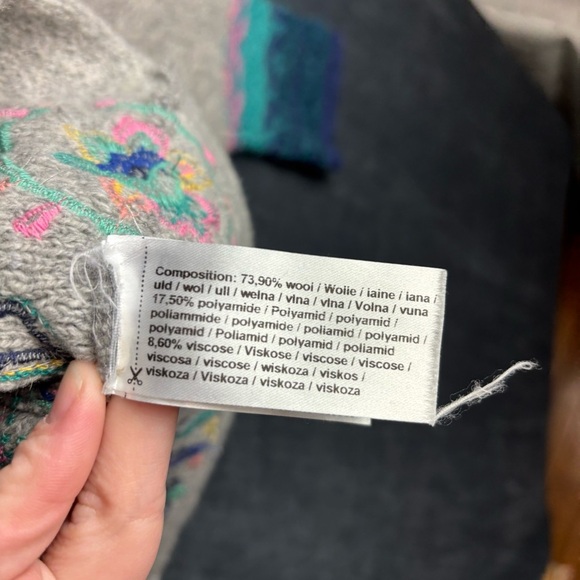 Composition: 73,90% wool / Wolle / laine / lana /
uld / wol / ull / wełna / vlna / vlna / Volna / vuna
17,50% polyamide / Polyamid / polyamid /
poliammide / polyamide / poliamid / polyamid /
polyamid / Poliamid / polyamid / poliamid
8,60% viscose / Viskose / viscose / viscose /
viscosa / viscose / wiskoza / viskos /
viskoza / Viskoza / viskoza / viskoza